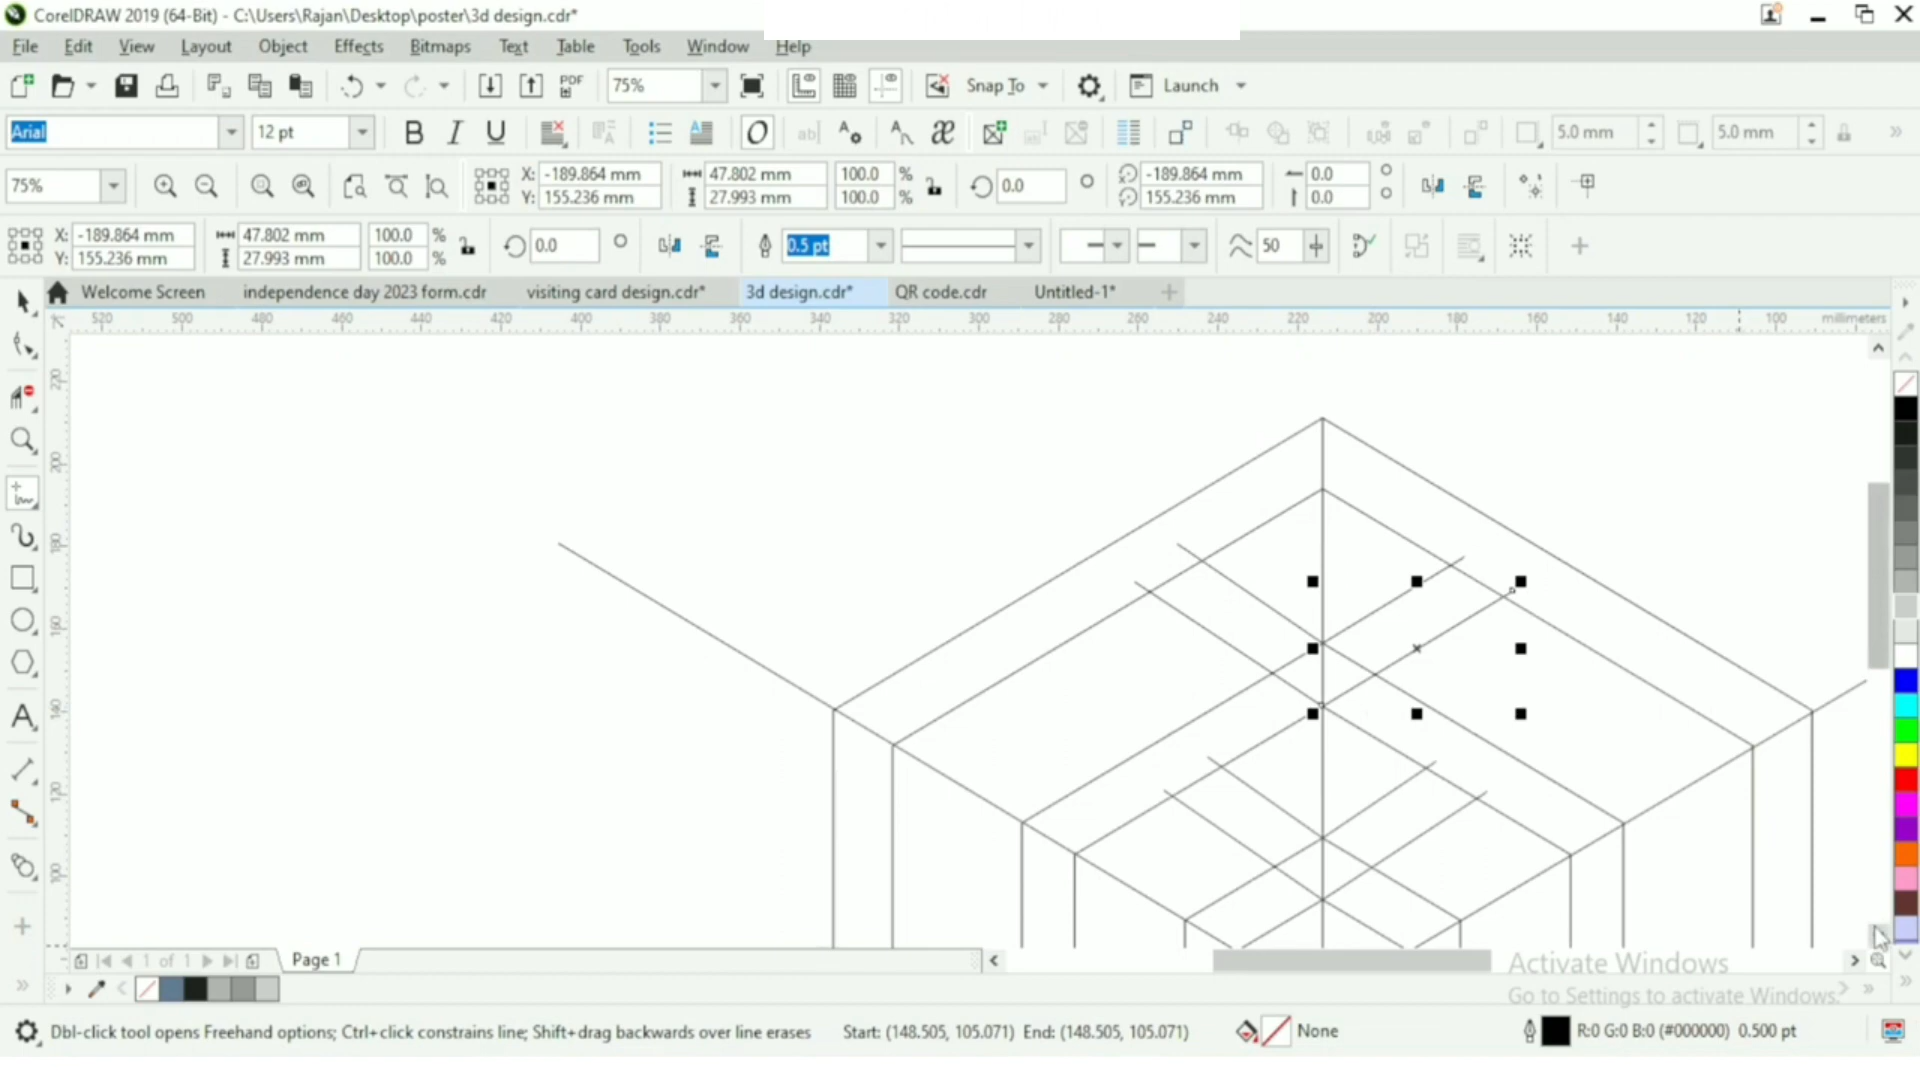 CorelDRAW 2019 (64-Bit) - C:\Users\Rajan\Desktop\poster\3d design.cdr*
File Edit View Layout Object Effects Bitmaps Text Table Tools Window Help
PDF 75% Snap To Launch
Arial 12 pt B I U O ab| A æ 5.0 mm 5.0 mm
75% X: -189.864 mm 47.802 mm 100.0 % 0.0 -189.864 mm 0.0
Y: 155.236 mm 27.993 mm 100.0 % 155.236 mm 0.0
X: -189.864 mm 47.802 mm 100.0 % 0.0 0.5 pt 50
Y: 155.236 mm 27.993 mm 100.0 %
Welcome Screen independence day 2023 form.cdr visiting card design.cdr* 3d design.cdr* QR code.cdr Untitled-1*
520 500 480 460 440 420 400 380 360 340 320 300 280 260 240 220 200 180 160 140 120 100 millimeters
220
200
180
160
140
120
100
A
1 of 1 Page 1
Activate Windows
Go to Settings to activate Windows.
Dbl-click tool opens Freehand options; Ctrl+click constrains line; Shift+drag backwards over line erases Start: (148.505, 105.071) End: (148.505, 105.071) None R:0 G:0 B:0 (#000000) 0.500 pt